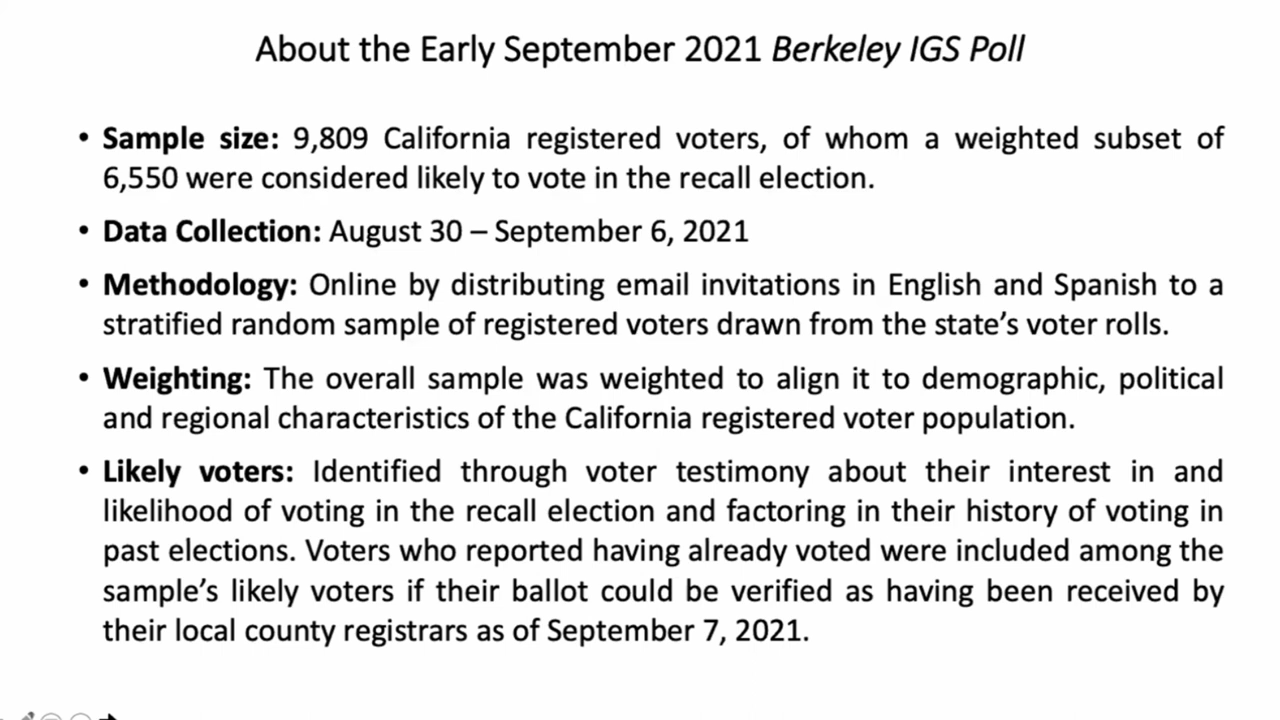 About the Early September 2021 Berkeley IGS Poll
• Sample size: 9,809 California registered voters, of whom a weighted subset of
6,550 were considered likely to vote in the recall election.
• Data Collection: August 30 – September 6, 2021
• Methodology: Online by distributing email invitations in English and Spanish to a
stratified random sample of registered voters drawn from the state’s voter rolls.
• Weighting: The overall sample was weighted to align it to demographic, political
and regional characteristics of the California registered voter population.
• Likely voters: Identified through voter testimony about their interest in and
likelihood of voting in the recall election and factoring in their history of voting in
past elections. Voters who reported having already voted were included among the
sample’s likely voters if their ballot could be verified as having been received by
their local county registrars as of September 7, 2021.